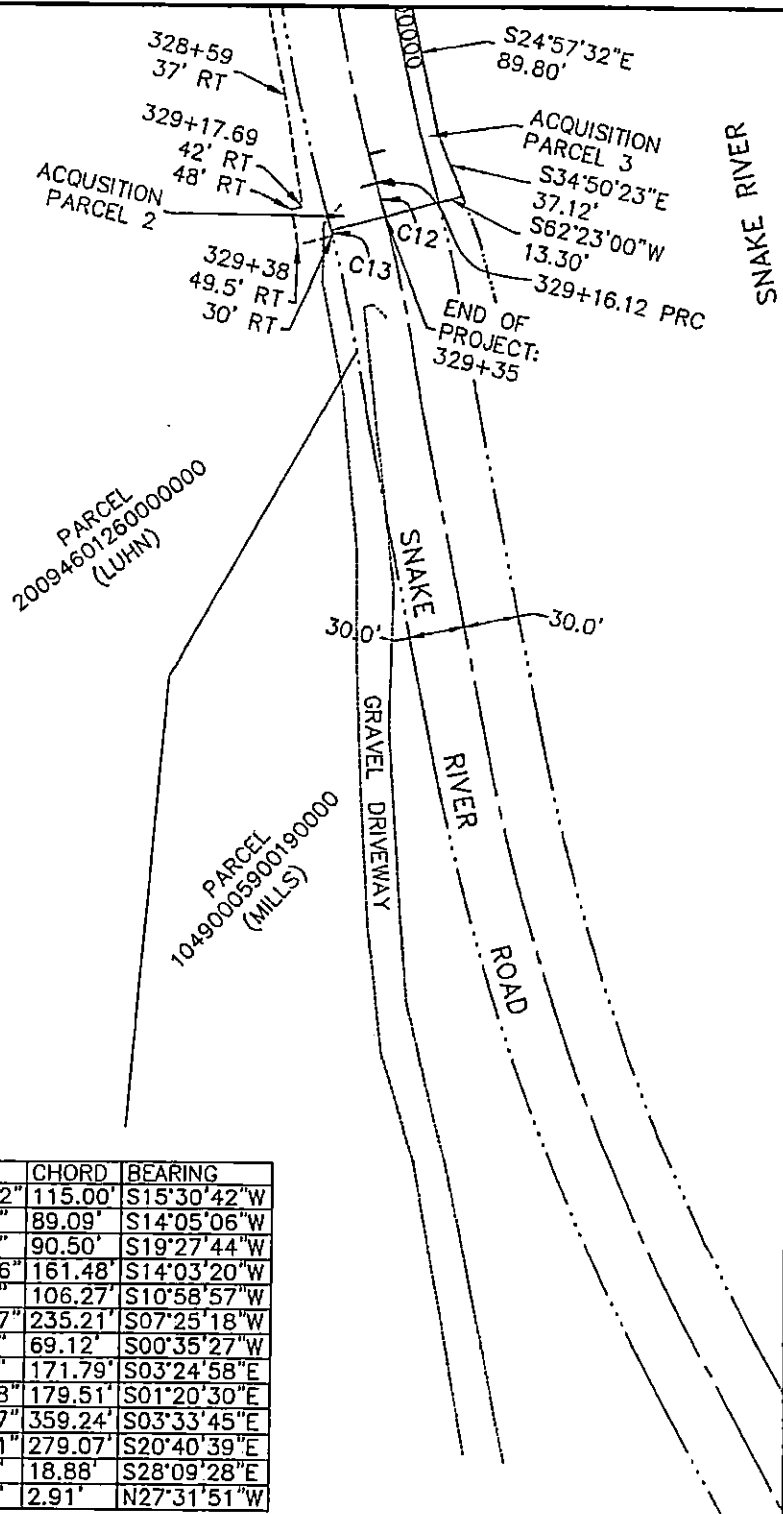 328+59
37' RT
329+17.69
42' RT
48' RT
ACQUSITION
PARCEL 2
329+38
49.5' RT
30' RT
C13
C12
S24°57'32"E
89.80'
ACQUISITION
PARCEL 3
S34°50'23"E
37.12'
S62°23'00"W
13.30'
329+16.12 PRC
END OF
PROJECT:
329+35
SNAKE RIVER
PARCEL
20094601260000000
(LUHN)
30.0'
30.0'
SNAKE
RIVER
ROAD
GRAVEL DRIVEWAY
PARCEL
10490005900190000
(MILLS)
CHORD BEARING
2" 115.00' S15°30'42"W
" 89.09' S14°05'06"W
" 90.50' S19°27'44"W
6" 161.48' S14°03'20"W
" 106.27' S10°58'57"W
7" 235.21' S07°25'18"W
" 69.12' S00°35'27"W
" 171.79' S03°24'58"E
8" 179.51' S01°20'30"E
7" 359.24' S03°33'45"E
1" 279.07' S20°40'39"E
" 18.88' S28°09'28"E
" 2.91' N27°31'51"W